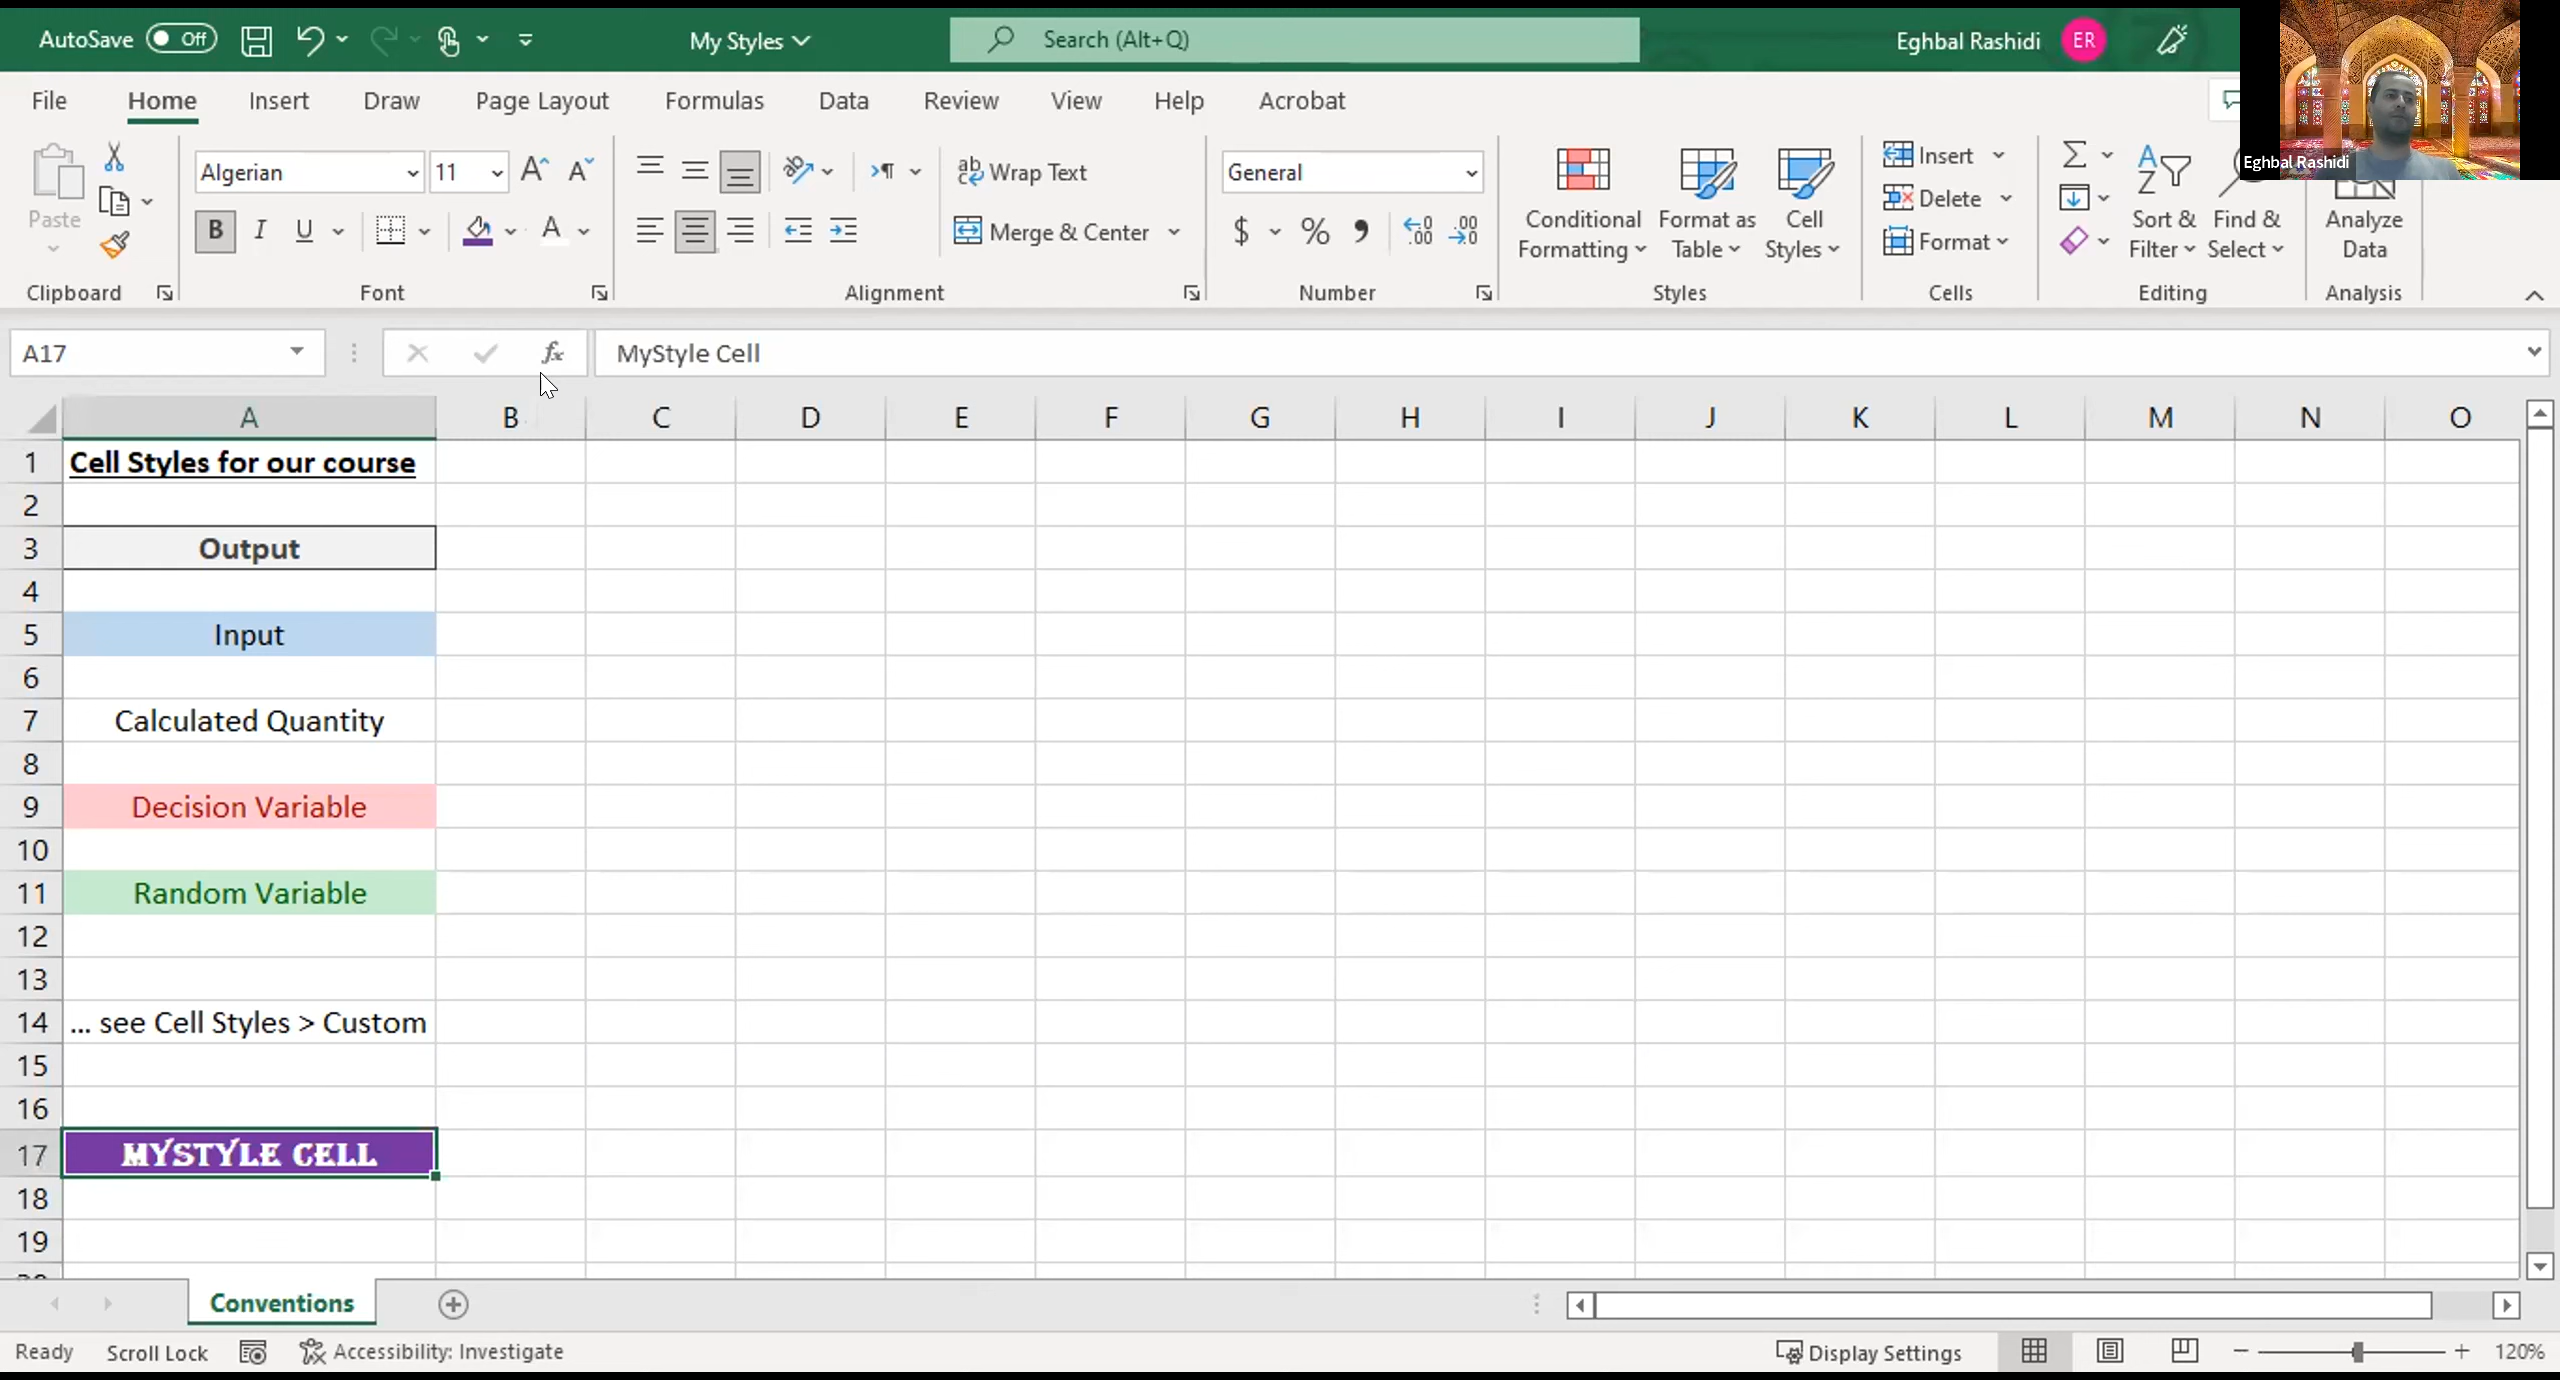 AutoSave Off My Styles Search (Alt+Q) Eghbal Rashidi ER
File Home Insert Draw Page Layout Formulas Data Review View Help Acrobat
Eghbal Rashidi
Algerian 11 A A ab Wrap Text General Insert
Paste Conditional Formatting Format as Table Cell Styles Delete Sort & Filter Find & Select Analyze Data
B I U A Merge & Center $ % Format
Clipboard Font Alignment Number Styles Cells Editing Analysis
A17 fx MyStyle Cell
A B C D E F G H I J K L M N O
1 Cell Styles for our course
2
3 Output
4
5 Input
6
7 Calculated Quantity
8
9 Decision Variable
10
11 Random Variable
12
13
14 ... see Cell Styles > Custom
15
16
17 MYSTYLE CELL
18
19
Conventions
Ready Scroll Lock Accessibility: Investigate Display Settings 120%